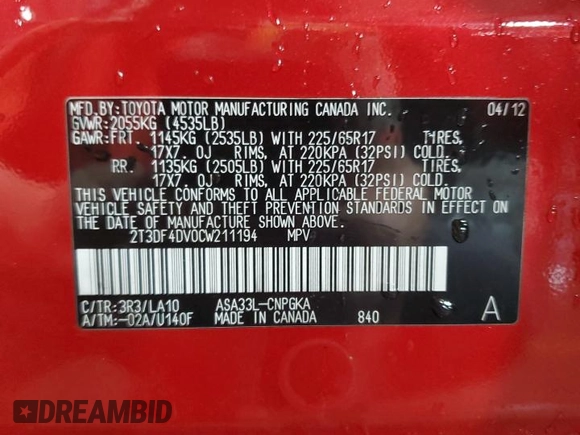 MFD.BY:TOYOTA MOTOR MANUFACTURING CANADA INC. 04/12
GVWR:2055KG (4535LB)
GAWR:FRT. 1145KG (2535LB) WITH 225/65R17 TIRES,
17X7.0J RIMS, AT 220KPA (32PSI) COLD.
RR. 1135KG (2505LB) WITH 225/65R17 TIRES,
17X7.0J RIMS, AT 220KPA (32PSI) COLD.
THIS VEHICLE CONFORMS TO ALL APPLICABLE FEDERAL MOTOR
VEHICLE SAFETY AND THEFT PREVENTION STANDARDS IN EFFECT
ON THE DATE OF MANUFACTURE SHOWN ABOVE.
2T3DF4DV0CW211194 MPV
C/TR:3R3/LA10 ASA33L-CNPGKA A
A/TM:-02A/U140F MADE IN CANADA 840
DREAMBID